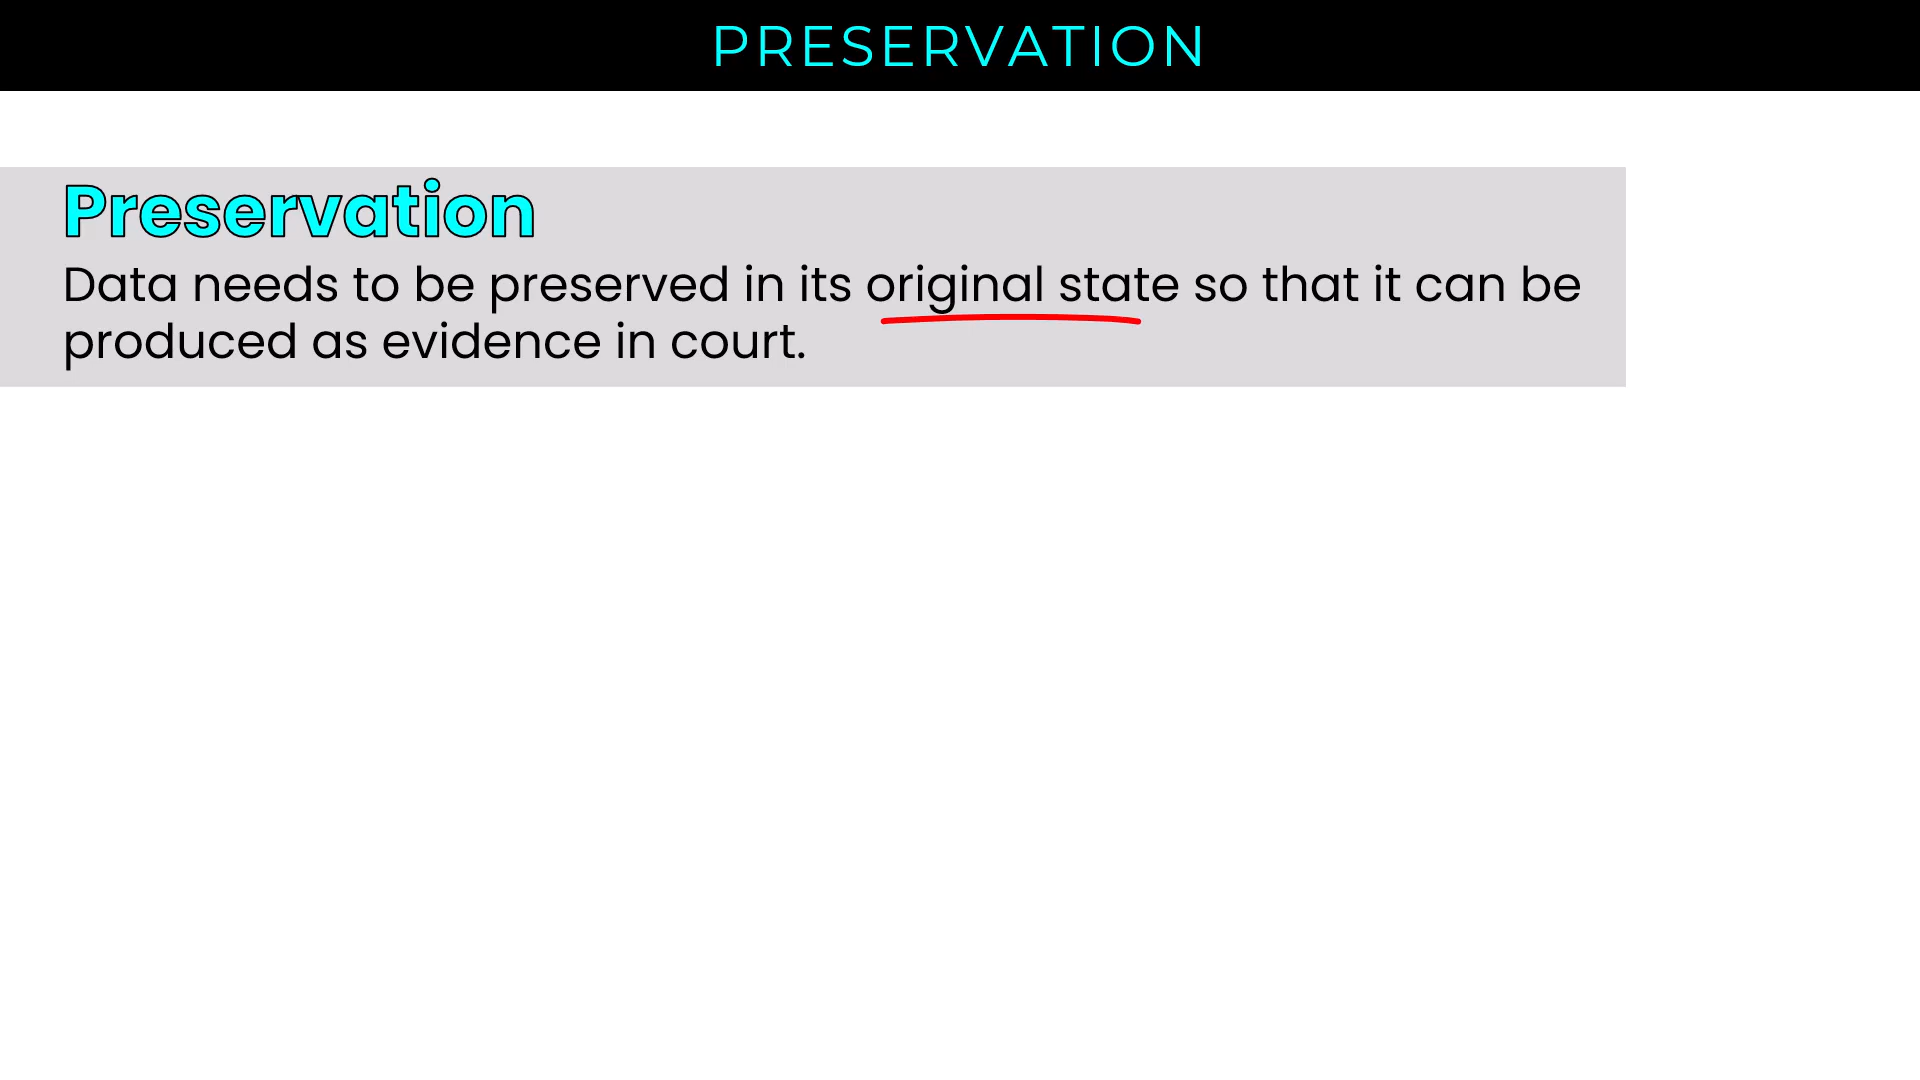 PRESERVATION
Preservation
Data needs to be preserved in its original state so that it can be
produced as evidence in court.